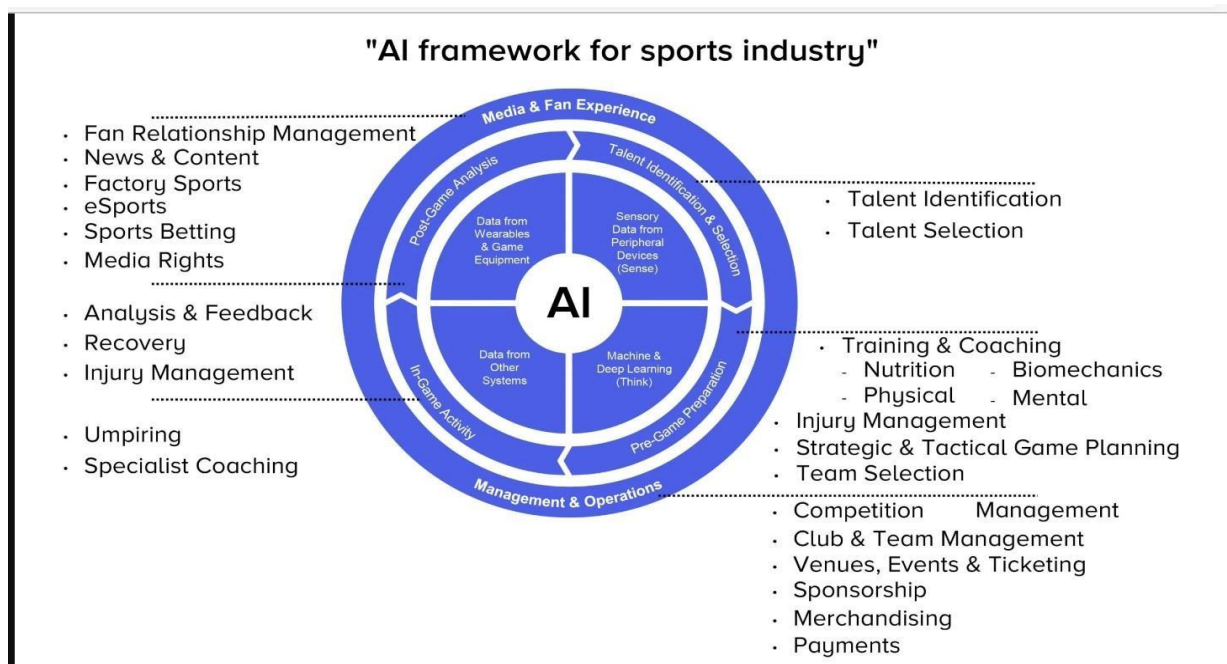 "AI framework for sports industry"
Media & Fan Experience
• Fan Relationship Management
• News & Content
• Factory Sports
• eSports
• Sports Betting
• Media Rights
• Analysis & Feedback
• Recovery
• Injury Management
• Umpiring
• Specialist Coaching
Post-Game Analysis
Talent Identification & Selection
Data from
Wearables
& Game
Equipment
Sensory
Data from
Peripheral
Devices
(Sense)
AI
Data from
Other
Systems
Machine &
Deep Learning
(Think)
In-Game Activity
Pre-Game Preparation
Management & Operations
• Talent Identification
• Talent Selection
• Training & Coaching
- Nutrition - Biomechanics
- Physical - Mental
• Injury Management
• Strategic & Tactical Game Planning
• Team Selection
• Competition Management
• Club & Team Management
• Venues, Events & Ticketing
• Sponsorship
• Merchandising
• Payments